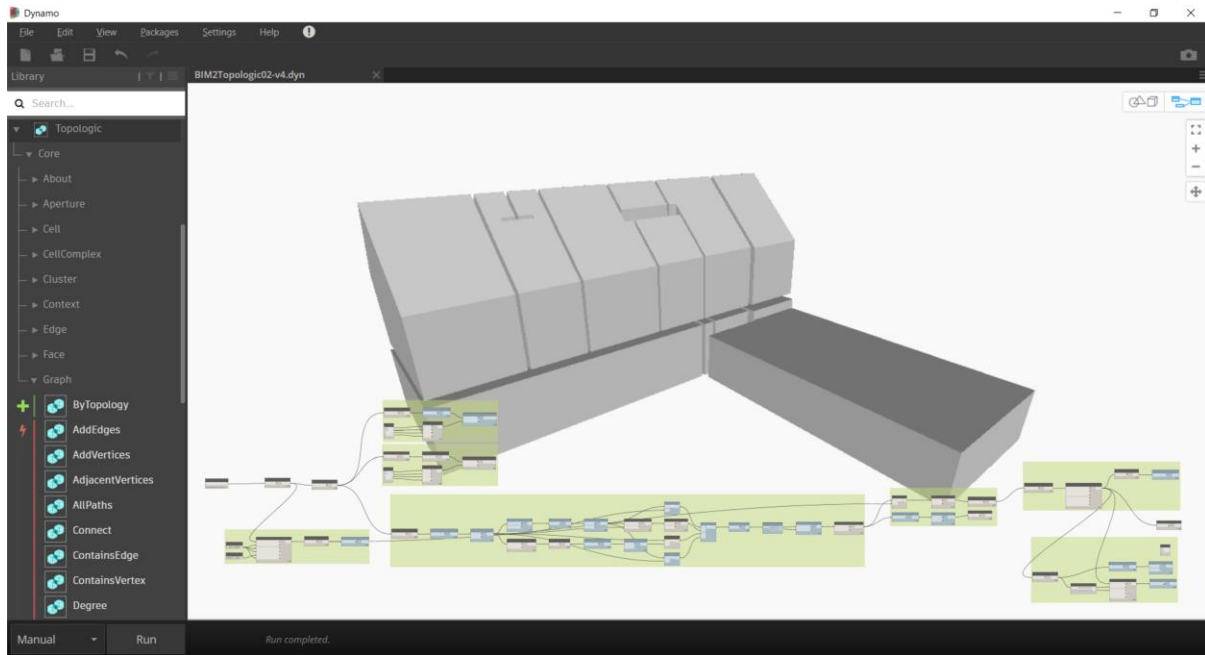 Dynamo
File Edit View Packages Settings Help
Library
BIM2Topologic02-v4.dyn
Search...
Topologic
Core
About
Aperture
Cell
CellComplex
Cluster
Context
Edge
Face
Graph
ByTopology
AddEdges
AddVertices
AdjacentVertices
AllPaths
Connect
ContainsEdge
ContainsVertex
Degree
Manual Run Run completed.